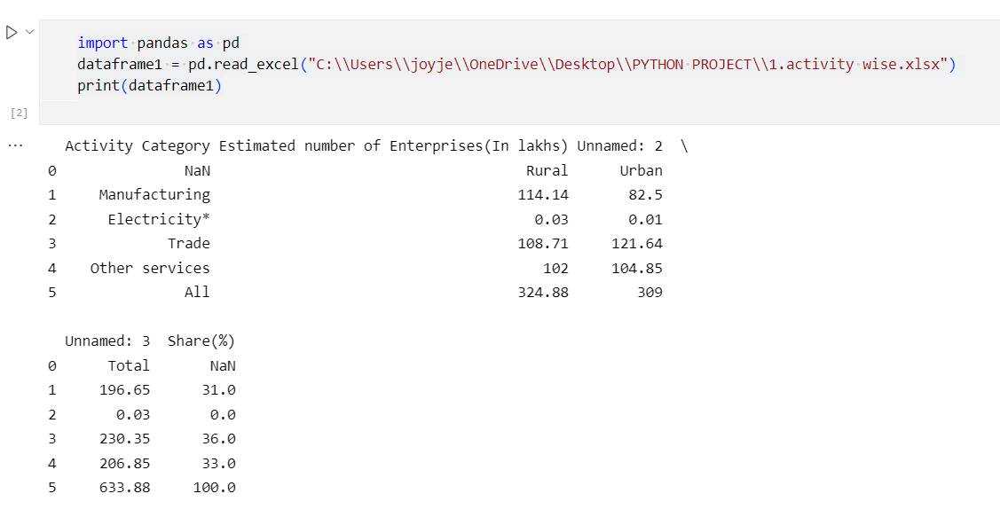 import pandas as pd
dataframe1 = pd.read_excel("C:\\Users\\joyje\\OneDrive\\Desktop\\PYTHON PROJECT\\1.activity wise.xlsx")
print(dataframe1)
[2]
... Activity Category Estimated number of Enterprises(In lakhs) Unnamed: 2 \
0 NaN Rural Urban
1 Manufacturing 114.14 82.5
2 Electricity* 0.03 0.01
3 Trade 108.71 121.64
4 Other services 102 104.85
5 All 324.88 309
Unnamed: 3 Share(%)
0 Total NaN
1 196.65 31.0
2 0.03 0.0
3 230.35 36.0
4 206.85 33.0
5 633.88 100.0